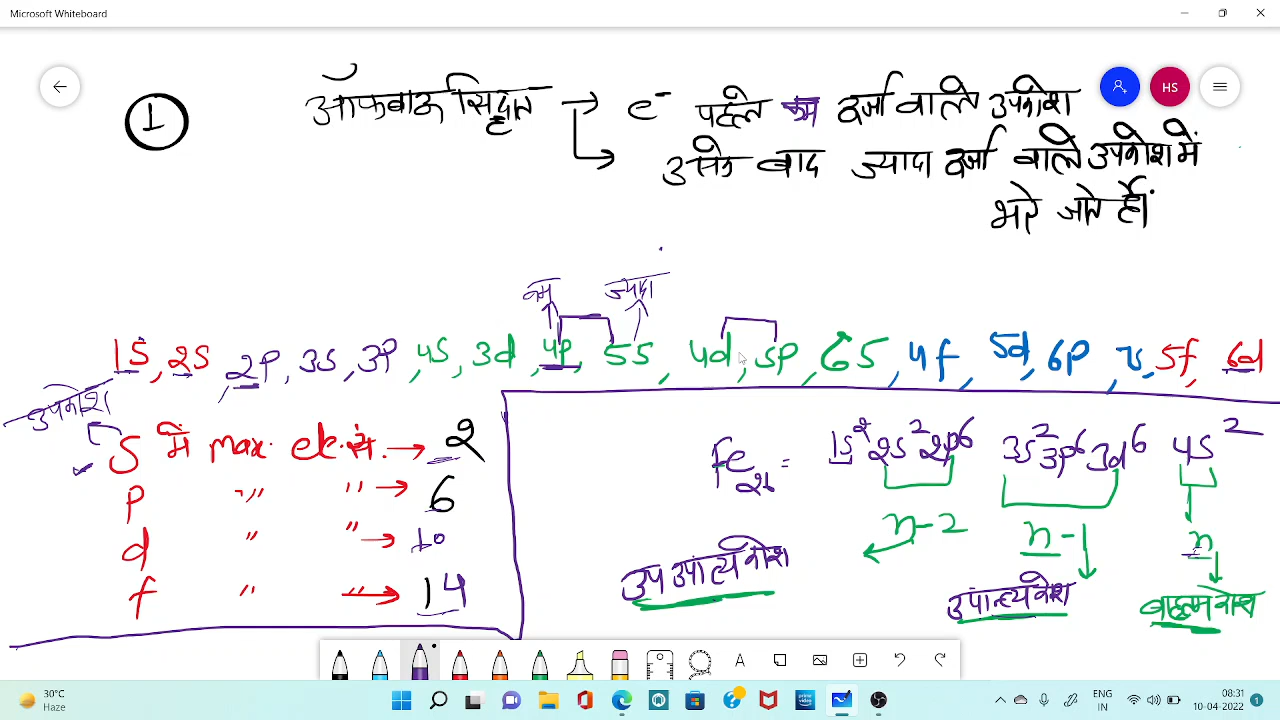 Microsoft Whiteboard
HS
1
ऑफबाऊ सिद्धान्त → e⁻ पहले कम ऊर्जा वाले उपकोश
उसके बाद ज्यादा ऊर्जा वाले उपकोश में
भरे जाते हैं।
कम ज्यादा
1S, 2S, 2P, 3S, 3P, 4S, 3d, 4P, 5S, 4d, 5P, 6S, 4f, 5d, 6P, 7s, 5f, 6d
उपकोश
S में max. → 2
P " " → 6
d " " → 10
f " " → 14
Fe₂₆ = 1S² 2S² 2P⁶ 3S² 3P⁶ 3d⁶ 4S²
n-2 n-1 n
उप उपांत्य कोश उपान्त्य कोश बाह्यतम कोश
30°C
Haze
ENG
IN
08:31
10-04-2022